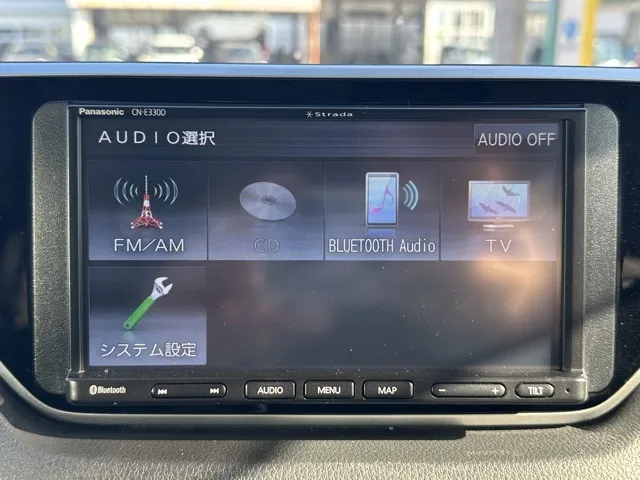 Panasonic CN-E330D Strada
AUDIO選択 AUDIO OFF
FM/AM CD BLUETOOTH Audio TV
システム設定
Bluetooth AUDIO MENU MAP − + TILT